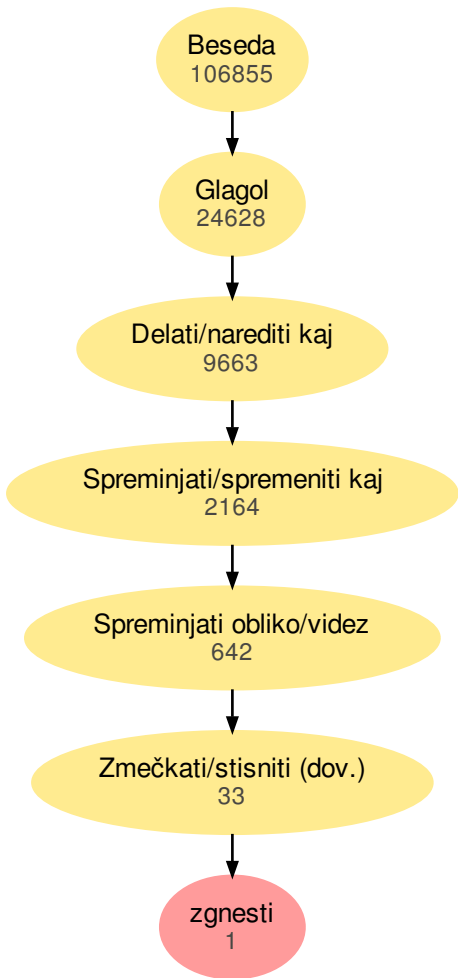 Beseda
106855
Glagol
24628
Delati/narediti kaj
9663
Spreminjati/spremeniti kaj
2164
Spreminjati obliko/videz
642
Zmečkati/stisniti (dov.)
33
zgnesti
1